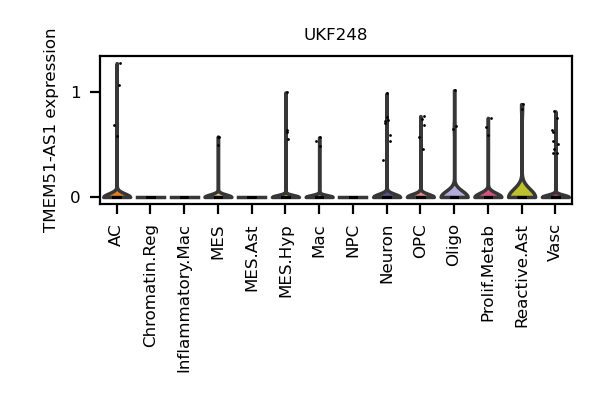 UKF248
TMEM51-AS1 expression
1
0
AC
Chromatin.Reg
Inflammatory.Mac
MES
MES.Ast
MES.Hyp
Mac
NPC
Neuron
OPC
Oligo
Prolif.Metab
Reactive.Ast
Vasc